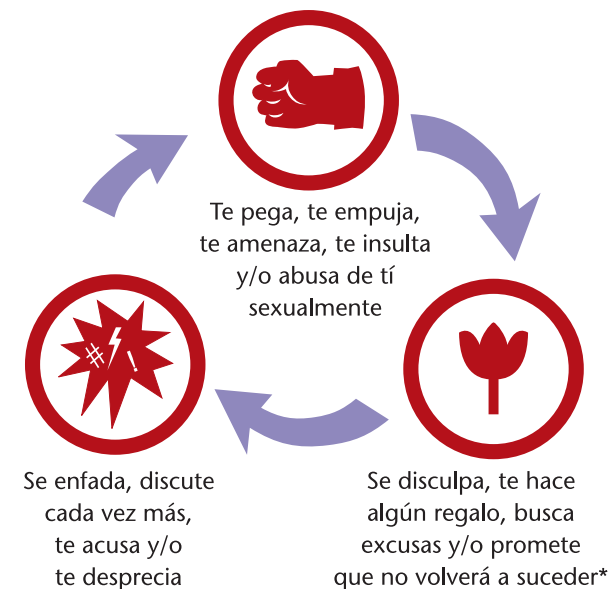 Te pega, te empuja,
te amenaza, te insulta
y/o abusa de tí
sexualmente
#
!
Se enfada, discute
cada vez más,
te acusa y/o
te desprecia
Se disculpa, te hace
algún regalo, busca
excusas y/o promete
que no volverá a suceder*